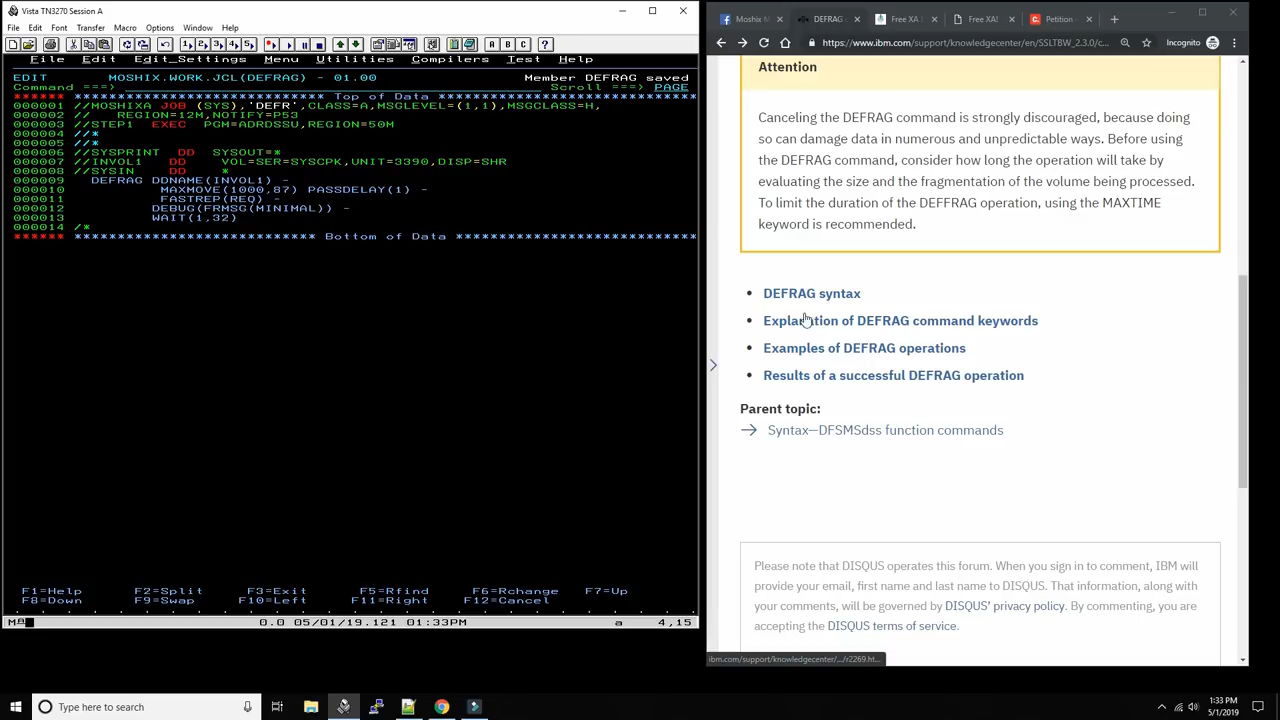 Vista TN3270 Session A
File Edit Font Transfer Macro Options Window Help
File Edit Edit_Settings Menu Utilities Compilers Test Help
EDIT MOSHIX.WORK.JCL(DEFRAG) - 01.00 Member DEFRAG saved
Command ===> Scroll ===> PAGE
****** **************************** Top of Data ******************************
000001 //MOSHIXA JOB (SYS),'DEFR',CLASS=A,MSGLEVEL=(1,1),MSGCLASS=H,
000002 // REGION=12M,NOTIFY=P53
000003 //STEP1 EXEC PGM=ADRDSSU,REGION=50M
000004 //*
000005 //*
000006 //SYSPRINT DD SYSOUT=*
000007 //INVOL1 DD VOL=SER=SYSCPK,UNIT=3390,DISP=SHR
000008 //SYSIN DD *
000009 DEFRAG DDNAME(INVOL1) -
000010 MAXMOVE(1000,87) PASSDELAY(1) -
000011 FASTREP(REQ) -
000012 DEBUG(FRMSG(MINIMAL)) -
000013 WAIT(1,32)
000014 /*
****** *************************** Bottom of Data ****************************
F1=Help F2=Split F3=Exit F5=Rfind F6=Rchange F7=Up
F8=Down F9=Swap F10=Left F11=Right F12=Cancel
0.0 05/01/19.121 01:33PM a 4,15
Moshix M
DEFRAG
Free XA I
Free XA!
Petition
https://www.ibm.com/support/knowledgecenter/en/SSLTBW_2.3.0/c...
Incognito
Attention
Canceling the DEFRAG command is strongly discouraged, because doing
so can damage data in numerous and unpredictable ways. Before using
the DEFRAG command, consider how long the operation will take by
evaluating the size and the fragmentation of the volume being processed.
To limit the duration of the DEFFRAG operation, using the MAXTIME
keyword is recommended.
• DEFRAG syntax
• Explanation of DEFRAG command keywords
• Examples of DEFRAG operations
• Results of a successful DEFRAG operation
Parent topic:
→ Syntax—DFSMSdss function commands
Please note that DISQUS operates this forum. When you sign in to comment, IBM will
provide your email, first name and last name to DISQUS. That information, along with
your comments, will be governed by DISQUS' privacy policy. By commenting, you are
accepting the DISQUS terms of service.
ibm.com/support/knowledgecenter/.../r2269.ht...
Type here to search
1:33 PM
5/1/2019